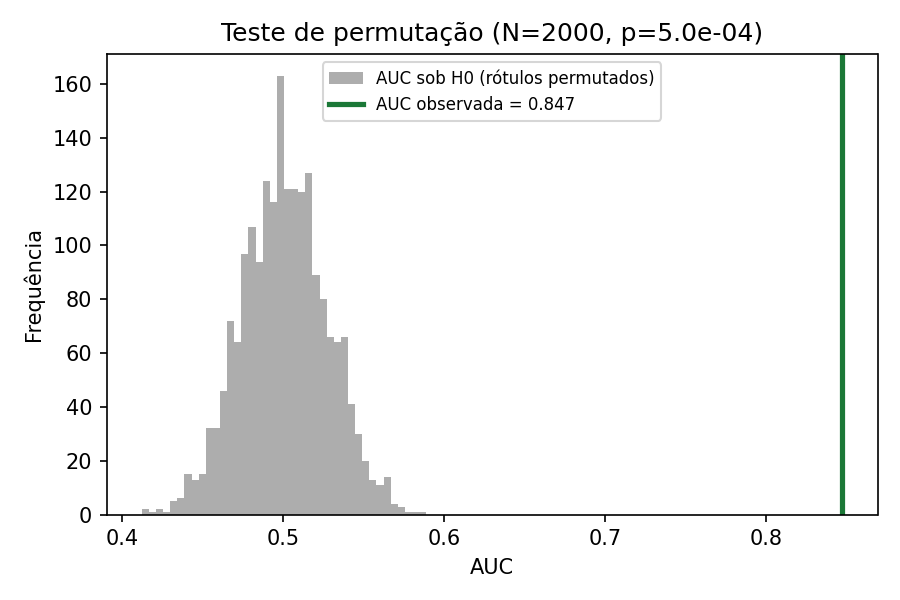 Teste de permutação (N=2000, p=5.0e-04)
AUC sob H0 (rótulos permutados)
AUC observada = 0.847
Frequência
160
140
120
100
80
60
40
20
0
0.4 0.5 0.6 0.7 0.8
AUC